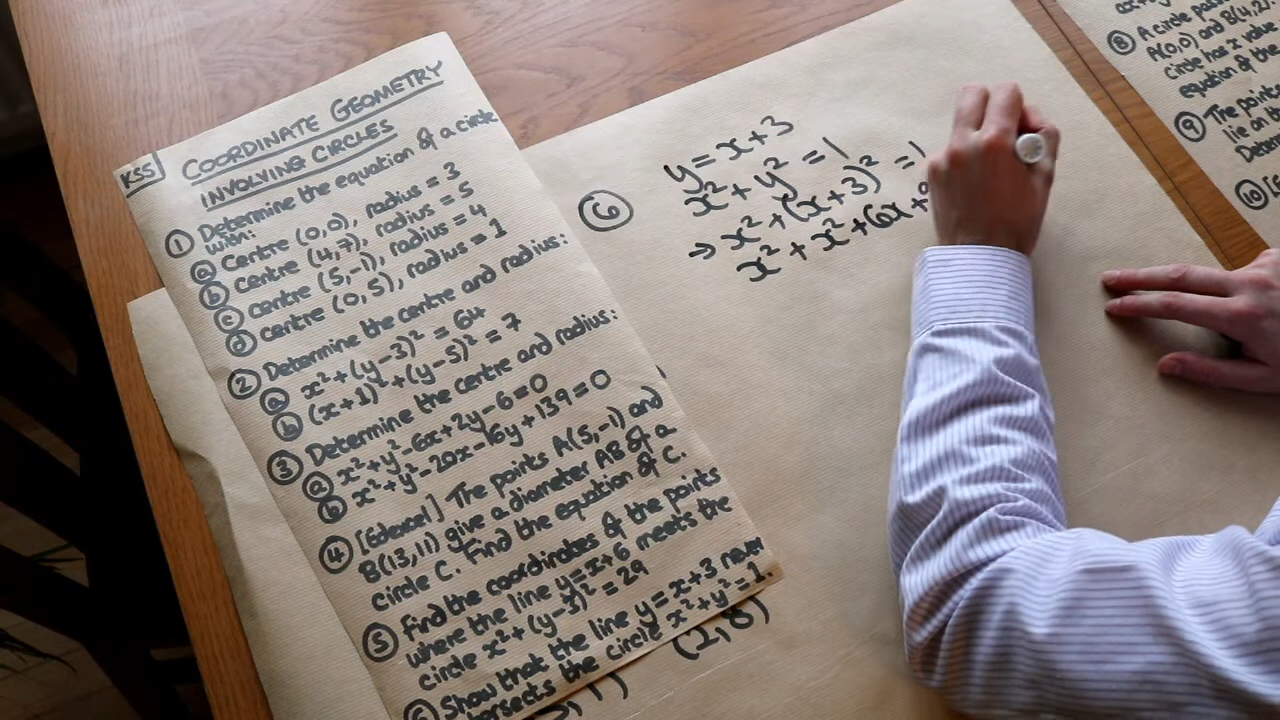 KSS
COORDINATE GEOMETRY
INVOLVING CIRCLES
① Determine the equation of a circle
with:
ⓐ Centre (0,0), radius = 3
ⓑ centre (4,7), radius = 5
ⓒ centre (5,-1), radius = 4
ⓓ centre (0,5), radius = 1
② Determine the centre and radius:
ⓐ x² + (y-3)² = 64
ⓑ (x+1)² + (y-5)² = 7
③ Determine the centre and radius:
ⓐ x²+y²-6x+2y-6=0
ⓑ x²+y²-20x-16y+139=0
④ [Edexcel] The points A(5,-1) and
B(13,11) give a diameter AB of a
circle C. Find the equation of C.
⑤ Find the coordinates of the points
where the line y=x+6 meets the
circle x²+(y-3)² = 29
⑥ Show that the line y=x+3 never
the circle x²+y²=1.
(2,8)
⑥
y = x+3
x² + y² = 1
⇒ x² + (x+3)² = 1
x² + x² + 6x +
⑧ A circle
A(0,0) and B(4,2).
Circle has x value
equation of the
⑨ The points
lie on the
⑩